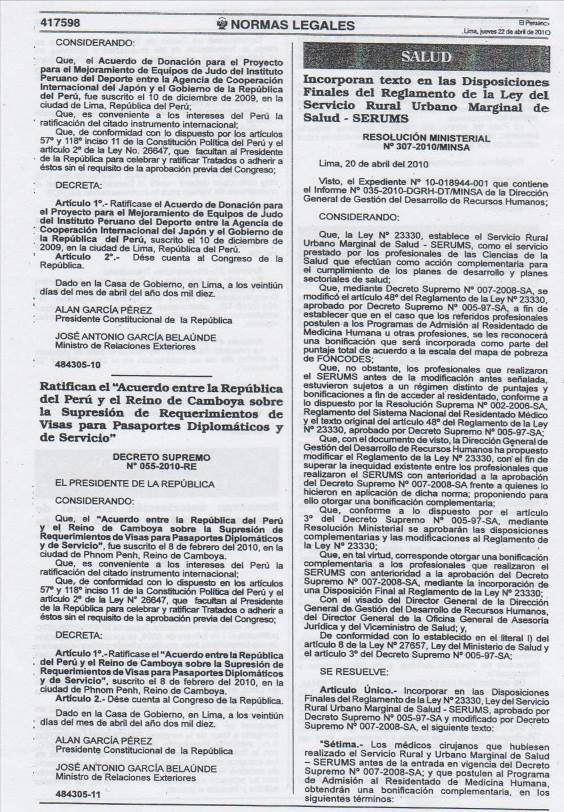 417598
NORMAS LEGALES
El Peruano
Lima, jueves 22 de abril de 2010
CONSIDERANDO:
Que, el Acuerdo de Donación para el Proyecto
para el Mejoramiento de Equipos de Judo del Instituto
Peruano del Deporte entre la Agencia de Cooperación
Internacional del Japón y el Gobierno de la República
del Perú, fue suscrito el 10 de diciembre de 2009, en la
ciudad de Lima, República del Perú;
Que, es conveniente a los intereses del Perú la
ratificación del citado instrumento internacional;
Que, de conformidad con lo dispuesto por los artículos
57º y 118º inciso 11 de la Constitución Política del Perú y el
artículo 2º de la Ley No. 26647, que facultan al Presidente
de la República para celebrar y ratificar Tratados o adherir a
éstos sin el requisito de la aprobación previa del Congreso;
DECRETA:
Artículo 1º.- Ratifícase el Acuerdo de Donación para
el Proyecto para el Mejoramiento de Equipos de Judo
del Instituto Peruano del Deporte entre la Agencia de
Cooperación Internacional del Japón y el Gobierno de
la República del Perú, suscrito el 10 de diciembre de
2009, en la ciudad de Lima, República del Perú.
Artículo 2º.- Dése cuenta al Congreso de la
República.
Dado en la Casa de Gobierno, en Lima, a los veintiún
días del mes de abril del año dos mil diez.
ALAN GARCÍA PÉREZ
Presidente Constitucional de la República
JOSÉ ANTONIO GARCÍA BELAÚNDE
Ministro de Relaciones Exteriores
484305-10
Ratifican el "Acuerdo entre la República
del Perú y el Reino de Camboya sobre
la Supresión de Requerimientos de
Visas para Pasaportes Diplomáticos y
de Servicio"
DECRETO SUPREMO
Nº 055-2010-RE
EL PRESIDENTE DE LA REPÚBLICA
CONSIDERANDO:
Que, el "Acuerdo entre la República del Perú
y el Reino de Camboya sobre la Supresión de
Requerimientos de Visas para Pasaportes Diplomáticos
y de Servicio", fue suscrito el 8 de febrero del 2010, en la
ciudad de Phnom Penh, Reino de Camboya.
Que, es conveniente a los intereses del Perú la
ratificación del citado instrumento internacional;
Que, de conformidad con lo dispuesto en los artículos
57º y 118º inciso 11 de la Constitución Política del Perú y el
artículo 2º de la Ley Nº 26647, que facultan al Presidente
de la República para celebrar y ratificar Tratados o adherir a
éstos sin el requisito de la aprobación previa del Congreso;
DECRETA:
Artículo 1º.- Ratifícase el "Acuerdo entre la República
del Perú y el Reino de Camboya sobre la Supresión de
Requerimientos de Visas para Pasaportes Diplomáticos
y de Servicio", suscrito el 8 de febrero del 2010, en la
ciudad de Phnom Penh, Reino de Camboya.
Artículo 2.- Dése cuenta al Congreso de la República.
Dado en la Casa de Gobierno, en Lima, a los veintiún
días del mes de abril del año dos mil diez.
ALAN GARCÍA PÉREZ
Presidente Constitucional de la República
JOSÉ ANTONIO GARCÍA BELAÚNDE
Ministro de Relaciones Exteriores
484305-11
SALUD
Incorporan texto en las Disposiciones
Finales del Reglamento de la Ley del
Servicio Rural Urbano Marginal de
Salud - SERUMS
RESOLUCIÓN MINISTERIAL
Nº 307-2010/MINSA
Lima, 20 de abril del 2010
Visto, el Expediente Nº 10-018944-001 que contiene
el Informe Nº 035-2010-DGRH-DT/MINSA de la Dirección
General de Gestión del Desarrollo de Recursos Humanos;
CONSIDERANDO:
Que, la Ley Nº 23330, establece el Servicio Rural
Urbano Marginal de Salud - SERUMS, como el servicio
prestado por los profesionales de las Ciencias de la
Salud que efectúan como acción complementaria para
el cumplimiento de los planes de desarrollo y planes
sectoriales de salud;
Que, mediante Decreto Supremo Nº 007-2008-SA, se
modificó el artículo 48º del Reglamento de la Ley Nº 23330,
aprobado por Decreto Supremo Nº 005-97-SA, a fin de
establecer que en el caso que los referidos profesionales
postulen a los Programas de Admisión al Residentado de
Medicina Humana u otras profesiones, se les reconocerá
una bonificación que será incorporada como parte del
puntaje total de acuerdo a la escala del mapa de pobreza
de FONCODES;
Que, no obstante, los profesionales que realizaron
el SERUMS antes de la modificación antes señalada,
estuvieron sujetos a un régimen distinto de puntajes y
bonificaciones a fin de acceder al residentado, conforme a
lo dispuesto por la Resolución Suprema Nº 002-2006-SA,
Reglamento del Sistema Nacional del Residentado Médico
y el texto original del artículo 48º del Reglamento de la Ley
Nº 23330, aprobado por Decreto Supremo Nº 005-97-SA;
Que, con el documento de visto, la Dirección General de
Gestión del Desarrollo de Recursos Humanos ha propuesto
modificar el Reglamento de la Ley Nº 23330, con el fin de
superar la inequidad existente entre los profesionales que
realizaron el SERUMS con anterioridad a la aprobación
del Decreto Supremo Nº 007-2008-SA frente a quienes lo
hicieron en aplicación de dicha norma; proponiendo para
ello otorgar una bonificación complementaria;
Que, conforme a lo dispuesto por el artículo
3º del Decreto Supremo Nº 005-97-SA, mediante
Resolución Ministerial se aprobarán las disposiciones
complementarias y las modificaciones al Reglamento de
la Ley Nº 23330;
Que, en tal virtud, corresponde otorgar una bonificación
complementaria a los profesionales que realizaron el
SERUMS con anterioridad a la aprobación del Decreto
Supremo Nº 007-2008-SA, mediante la incorporación de
una Disposición Final al Reglamento de la Ley Nº 23330;
Con el visado del Director General de la Dirección
General de Gestión del Desarrollo de Recursos Humanos,
del Director General de la Oficina General de Asesoría
Jurídica y del Viceministro de Salud; y,
De conformidad con lo establecido en el literal l) del
artículo 8 de la Ley Nº 27657, Ley del Ministerio de Salud y
el artículo 3º del Decreto Supremo Nº 005-97-SA;
SE RESUELVE:
Artículo Único.- Incorporar en las Disposiciones
Finales del Reglamento de la Ley Nº 23330, Ley del Servicio
Rural Urbano Marginal de Salud - SERUMS, aprobado por
Decreto Supremo Nº 005-97-SA y modificado por Decreto
Supremo Nº 007-2008-SA, el siguiente texto:
"Sétima.- Los médicos cirujanos que hubiesen
realizado el Servicio Rural y Urbano Marginal de Salud
– SERUMS antes de la entrada en vigencia del Decreto
Supremo Nº 007-2008-SA; y que postulen al Programa
de Admisión al Residentado de Medicina Humana,
obtendrán una bonificación complementaria, en los
siguientes términos: